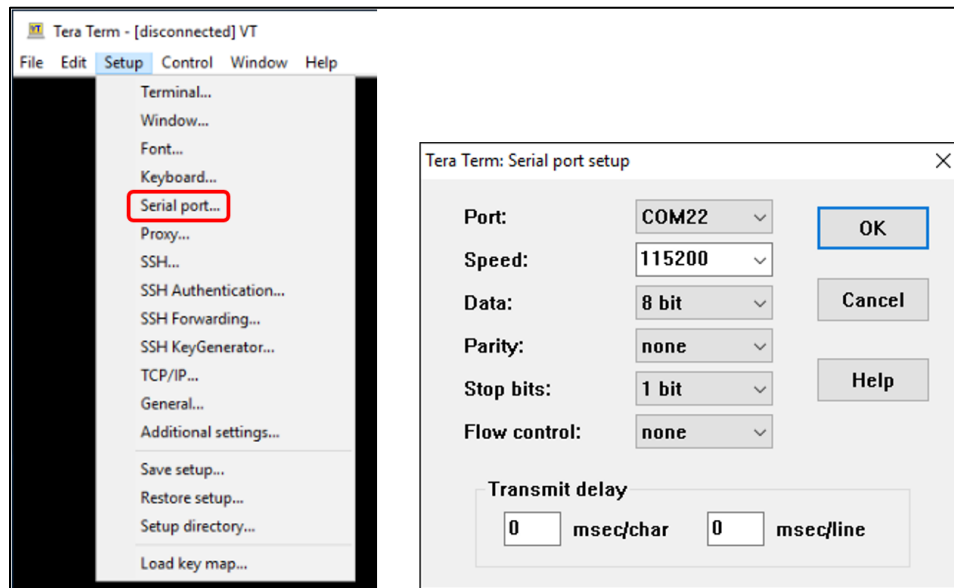 VT Tera Term - [disconnected] VT
File Edit Setup Control Window Help
Terminal...
Window...
Font...
Keyboard...
Serial port...
Proxy...
SSH...
SSH Authentication...
SSH Forwarding...
SSH KeyGenerator...
TCP/IP...
General...
Additional settings...
Save setup...
Restore setup...
Setup directory...
Load key map...
Tera Term: Serial port setup
Port: COM22
OK
Speed: 115200
Data: 8 bit
Cancel
Parity: none
Help
Stop bits: 1 bit
Flow control: none
Transmit delay
0 msec/char 0 msec/line